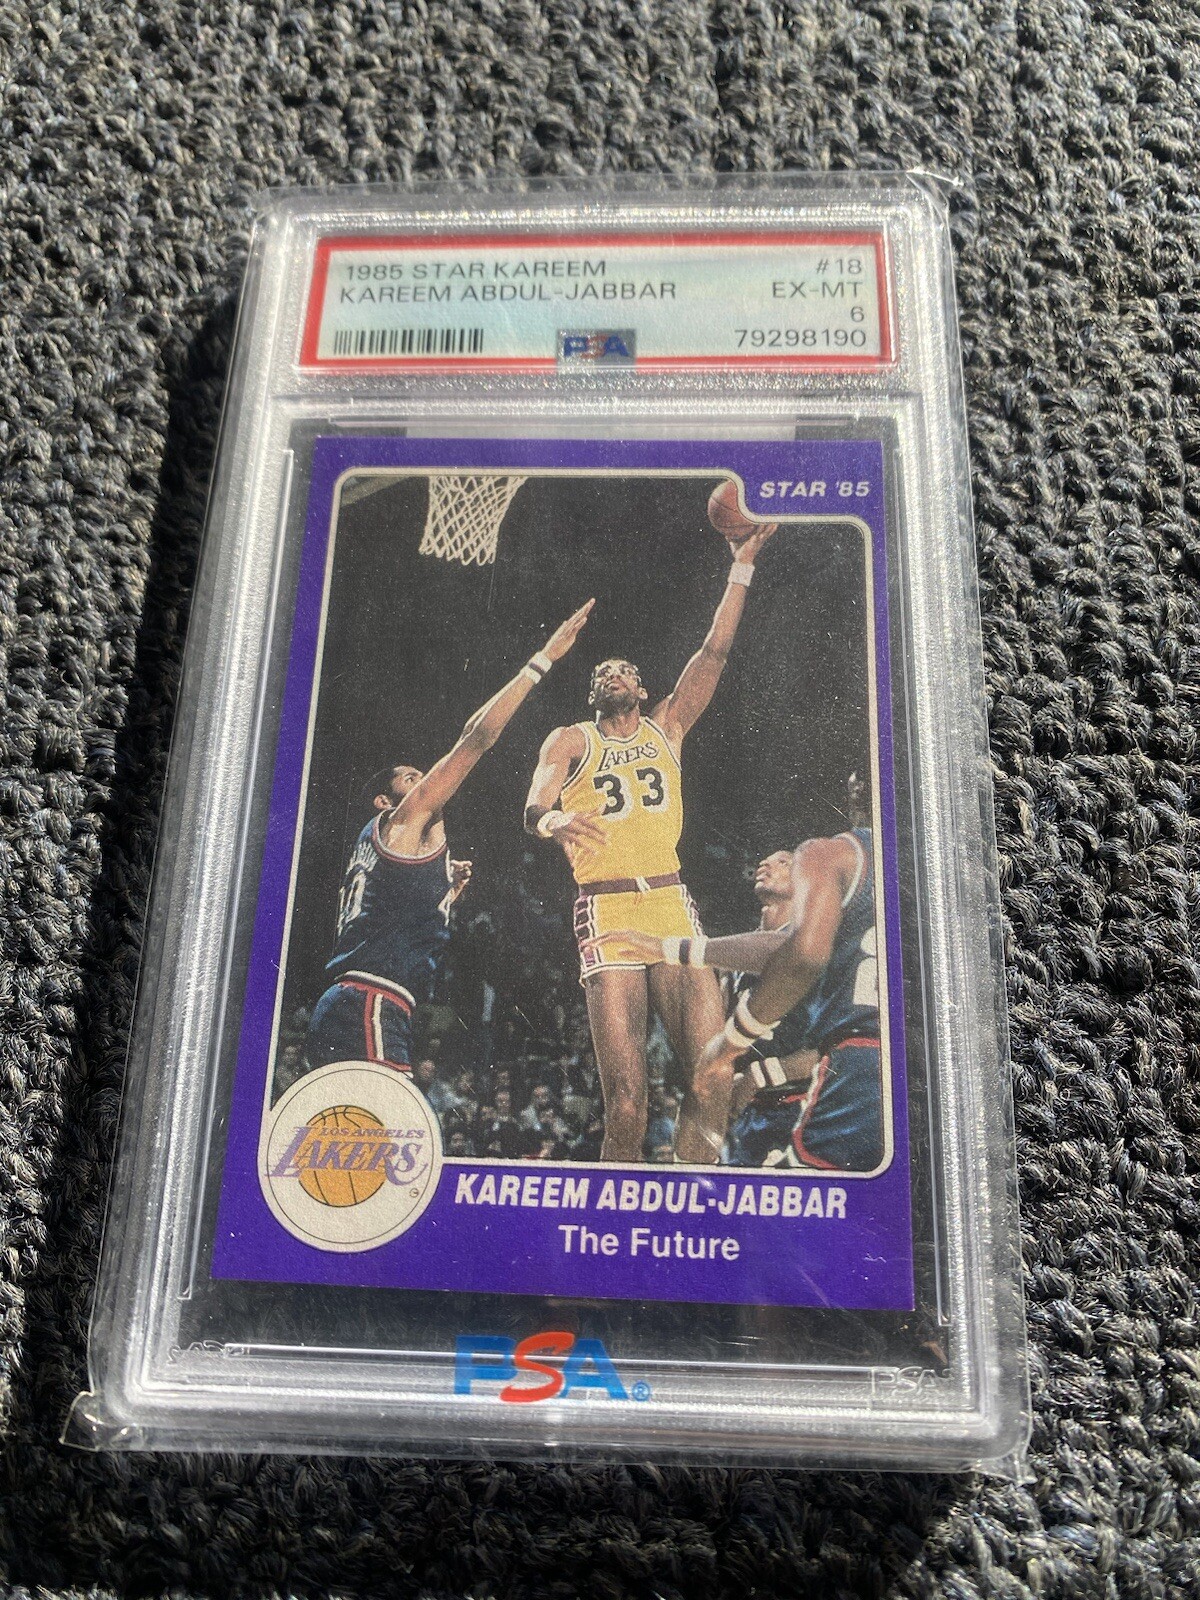 1985 STAR KAREEM #18
KAREEM ABDUL-JABBAR EX-MT
6
PSA 79298190
STAR '85
LAKERS
33
LOS ANGELES
LAKERS
KAREEM ABDUL-JABBAR
The Future
PSA®
PSA